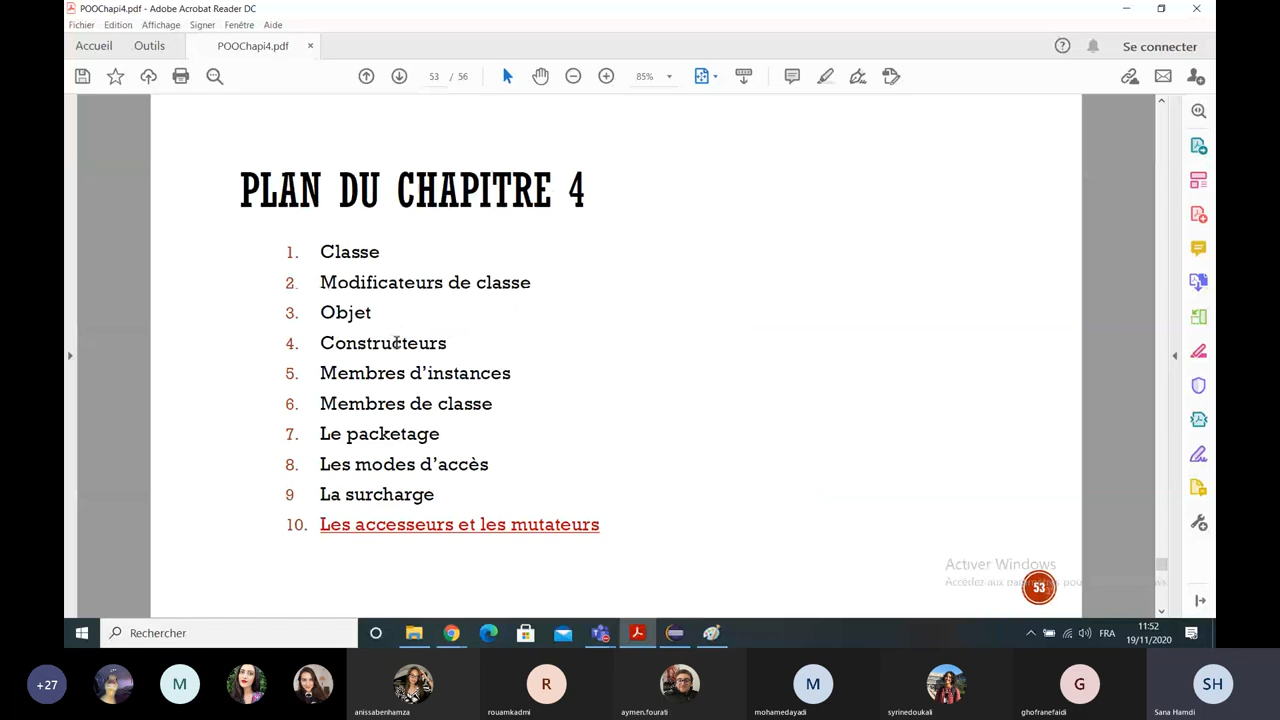 POOChapi4.pdf - Adobe Acrobat Reader DC
Fichier Edition Affichage Signer Fenêtre Aide
Accueil Outils POOChapi4.pdf × Se connecter
53 / 56 85%
PLAN DU CHAPITRE 4
1. Classe
2. Modificateurs de classe
3. Objet
4. Constructeurs
5. Membres d'instances
6. Membres de classe
7. Le packetage
8. Les modes d'accès
9 La surcharge
10. Les accesseurs et les mutateurs
Activer Windows
Accédez aux
53
Rechercher
FRA
11:52
19/11/2020
+27
M
R
M
G
SH
anissabenhamza rouamkadmi aymen.fourati mohamedayadi syrinedoukali ghofranefaidi Sana Hamdi